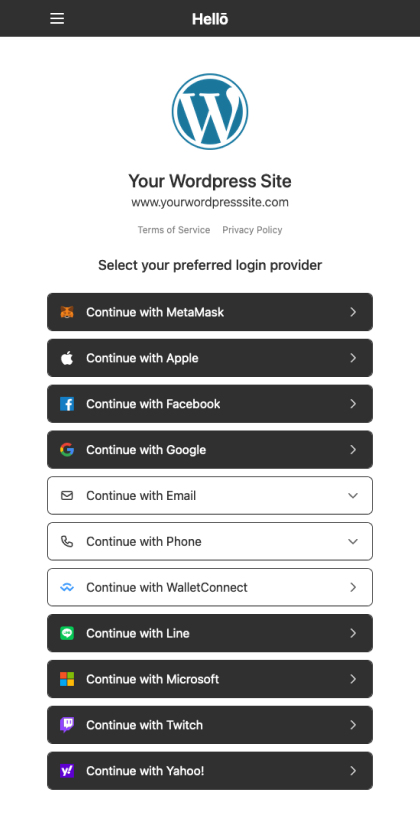 Hellō
Your Wordpress Site
www.yourwordpresssite.com
Terms of Service Privacy Policy
Select your preferred login provider
Continue with MetaMask
Continue with Apple
Continue with Facebook
Continue with Google
Continue with Email
Continue with Phone
Continue with WalletConnect
Continue with Line
Continue with Microsoft
Continue with Twitch
Continue with Yahoo!